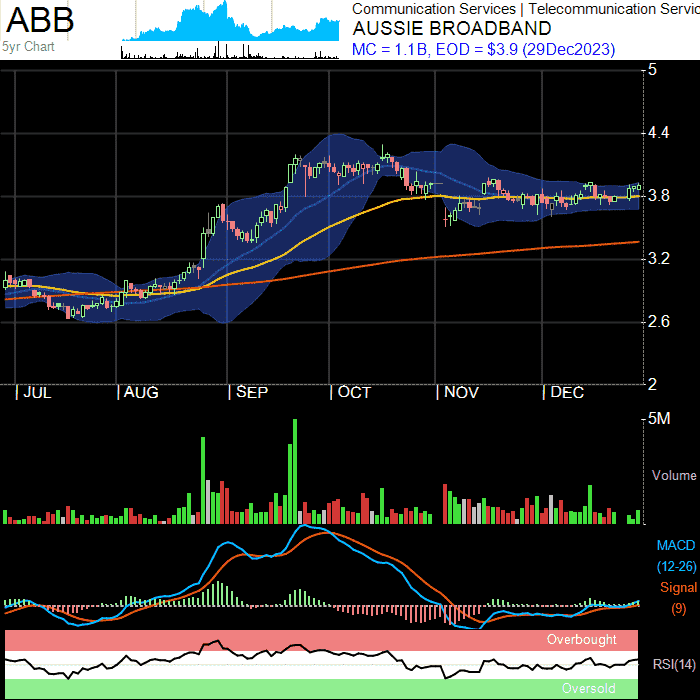 ABB
5yr Chart
Communication Services | Telecommunication Servic
AUSSIE BROADBAND
MC = 1.1B, EOD = $3.9 (29Dec2023)
5
4.4
3.8
3.2
2.6
2
JUL AUG SEP OCT NOV DEC
5M
Volume
MACD
(12-26)
Signal
(9)
Overbought
RSI(14)
Oversold